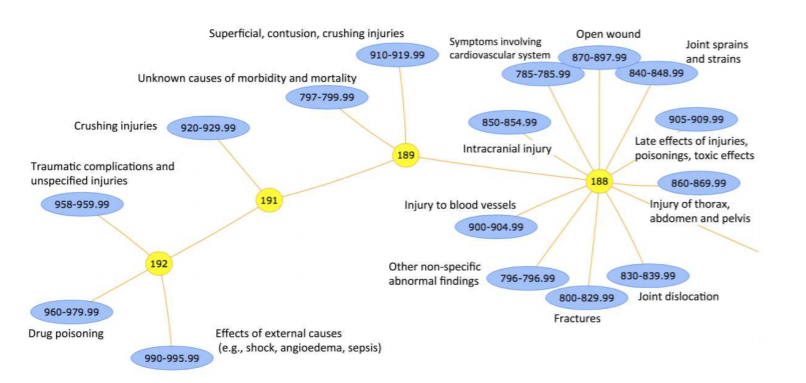 Superficial, contusion, crushing injuries
910-919.99
Unknown causes of morbidity and mortality
797-799.99
Crushing injuries
920-929.99
Traumatic complications and
unspecified injuries
958-959.99
189
191
192
960-979.99
Drug poisoning
990-995.99
Effects of external causes
(e.g., shock, angioedema, sepsis)
Symptoms involving
cardiovascular system
785-785.99
Open wound
870-897.99
Joint sprains
and strains
840-848.99
850-854.99
Intracranial injury
905-909.99
Late effects of injuries,
poisonings, toxic effects
188
860-869.99
Injury of thorax,
abdomen and pelvis
Injury to blood vessels
900-904.99
Other non-specific
abnormal findings
796-796.99
800-829.99
Fractures
830-839.99
Joint dislocation